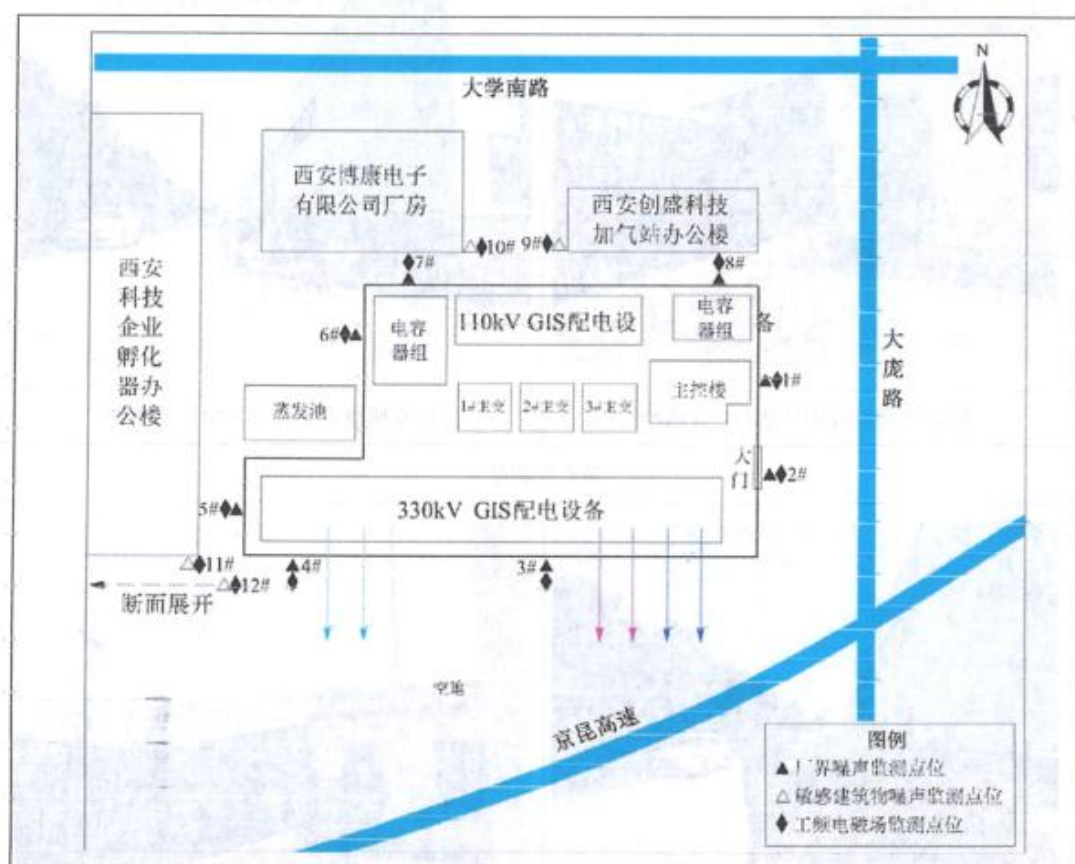 N
大学南路
西安博康电子
有限公司厂房
西安创盛科技
加气站办公楼
10#
9#
7#
8#
西安
科技
企业
孵化
器办
公楼
6#
电容
器组
110kV GIS配电设
电容
器组
备
大庞路
蒸发池
1#主变
2#主变
3#主变
主控楼
1#
大门
2#
5#
330kV GIS配电设备
11#
12#
4#
3#
断面展开
空地
京昆高速
图例
厂界噪声监测点位
敏感建筑物噪声监测点位
工频电磁场监测点位